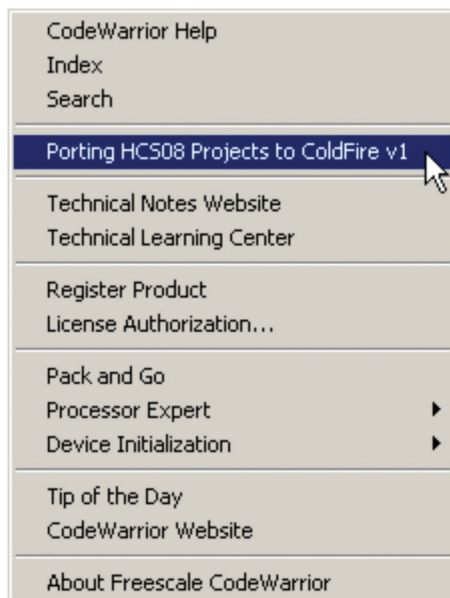 CodeWarrior Help
Index
Search
Porting HCS08 Projects to ColdFire v1
Technical Notes Website
Technical Learning Center
Register Product
License Authorization...
Pack and Go
Processor Expert
Device Initialization
Tip of the Day
CodeWarrior Website
About Freescale CodeWarrior